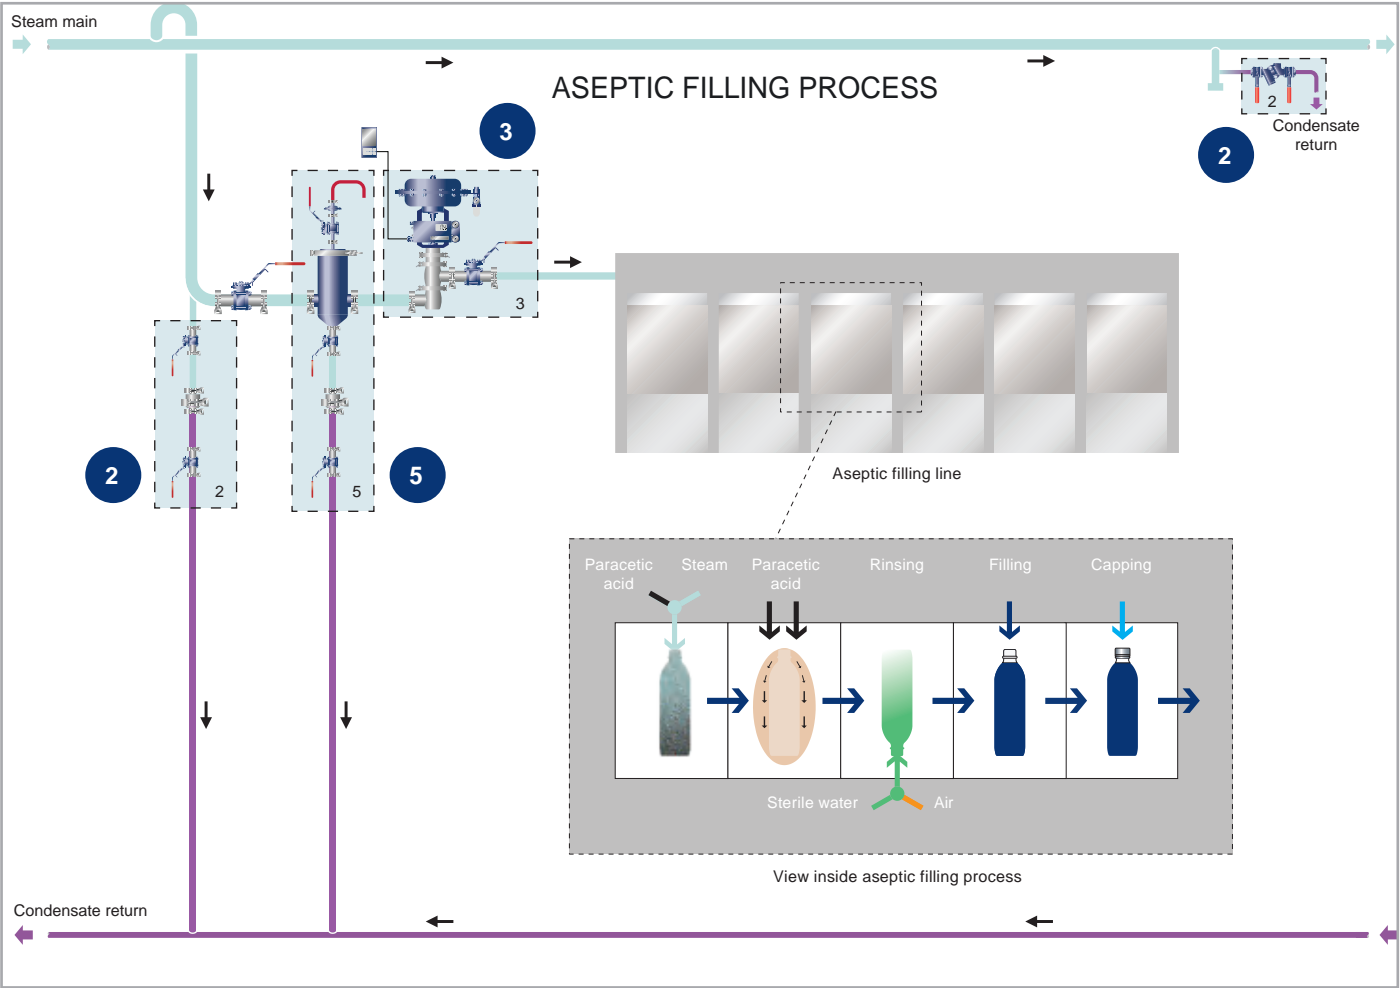 Steam main
ASEPTIC FILLING PROCESS
2
Condensate
return
2
3
3
2
2
5
5
Aseptic filling line
Paracetic
acid
Steam
Paracetic
acid
Rinsing
Filling
Capping
Sterile water
Air
View inside aseptic filling process
Condensate return